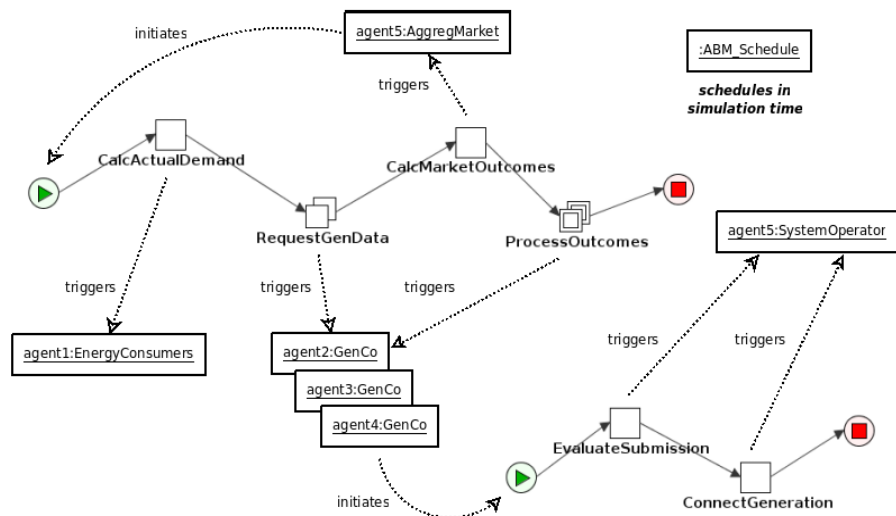 initiates
agent5:AggregMarket
:ABM_Schedule
schedules in
simulation time
triggers
CalcActualDemand
CalcMarketOutcomes
RequestGenData
ProcessOutcomes
agent5:SystemOperator
triggers
triggers
triggers
agent1:EnergyConsumers
agent2:GenCo
agent3:GenCo
agent4:GenCo
triggers
triggers
EvaluateSubmission
initiates
ConnectGeneration